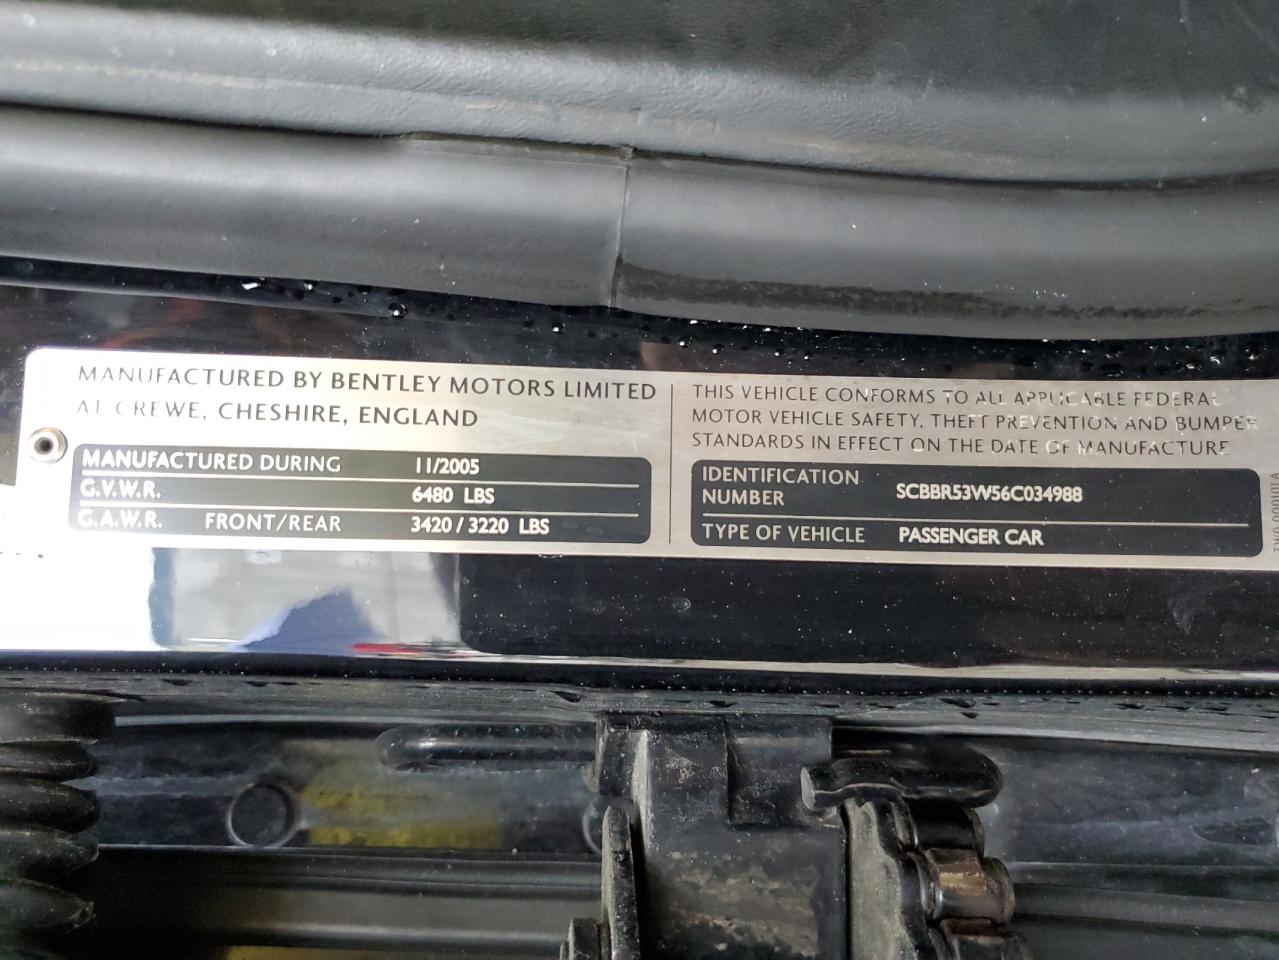 MANUFACTURED BY BENTLEY MOTORS LIMITED
AT CREWE, CHESHIRE, ENGLAND
MANUFACTURED DURING 11/2005
G.V.W.R. 6480 LBS
G.A.W.R. FRONT/REAR 3420 / 3220 LBS
THIS VEHICLE CONFORMS TO ALL APPLICABLE FEDERAL
MOTOR VEHICLE SAFETY, THEFT PREVENTION AND BUMPER
STANDARDS IN EFFECT ON THE DATE OF MANUFACTURE
IDENTIFICATION
NUMBER SCBBR53W56C034988
TYPE OF VEHICLE PASSENGER CAR